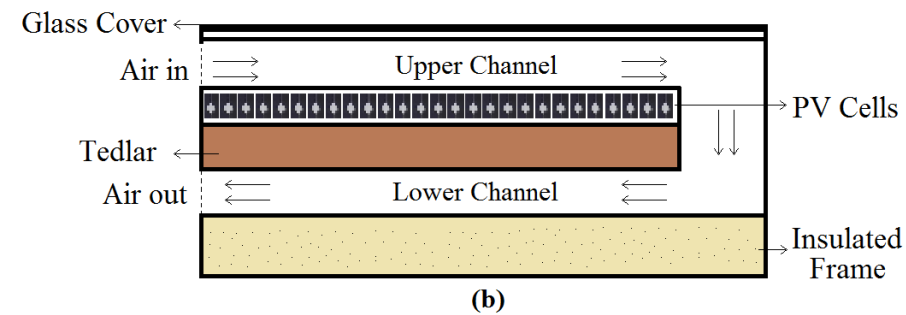 Glass Cover
Air in
Upper Channel
PV Cells
Tedlar
Air out
Lower Channel
Insulated
Frame
(b)